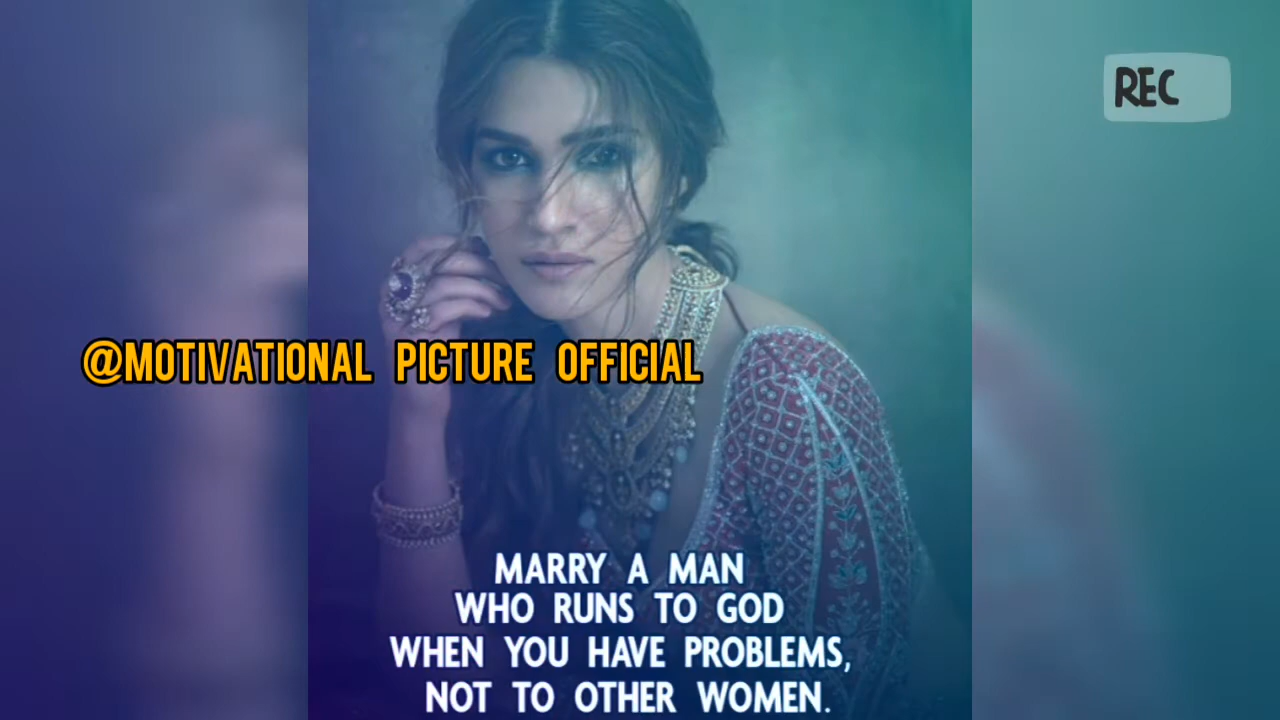 REC
@MOTIVATIONAL PICTURE OFFICIAL
MARRY A MAN
WHO RUNS TO GOD
WHEN YOU HAVE PROBLEMS,
NOT TO OTHER WOMEN.